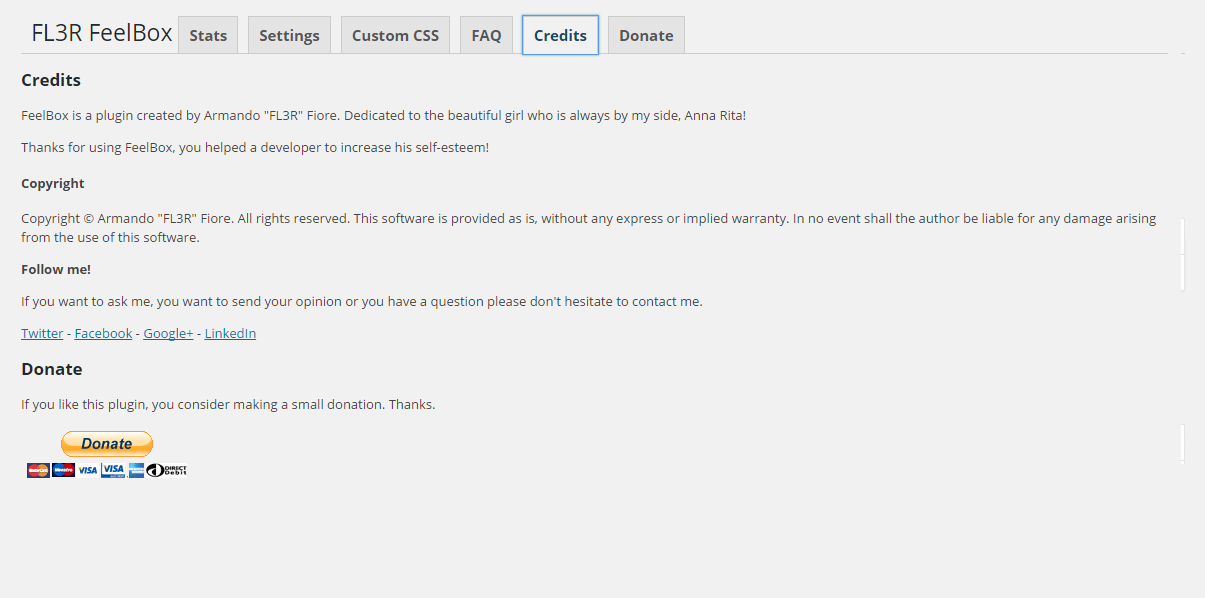 FL3R FeelBox Stats Settings Custom CSS FAQ Credits Donate
Credits
FeelBox is a plugin created by Armando "FL3R" Fiore. Dedicated to the beautiful girl who is always by my side, Anna Rita!
Thanks for using FeelBox, you helped a developer to increase his self-esteem!
Copyright
Copyright © Armando "FL3R" Fiore. All rights reserved. This software is provided as is, without any express or implied warranty. In no event shall the author be liable for any damage arising
from the use of this software.
Follow me!
If you want to ask me, you want to send your opinion or you have a question please don't hesitate to contact me.
Twitter - Facebook - Google+ - LinkedIn
Donate
If you like this plugin, you consider making a small donation. Thanks.
Donate
VISA VISA DIRECT
Debit